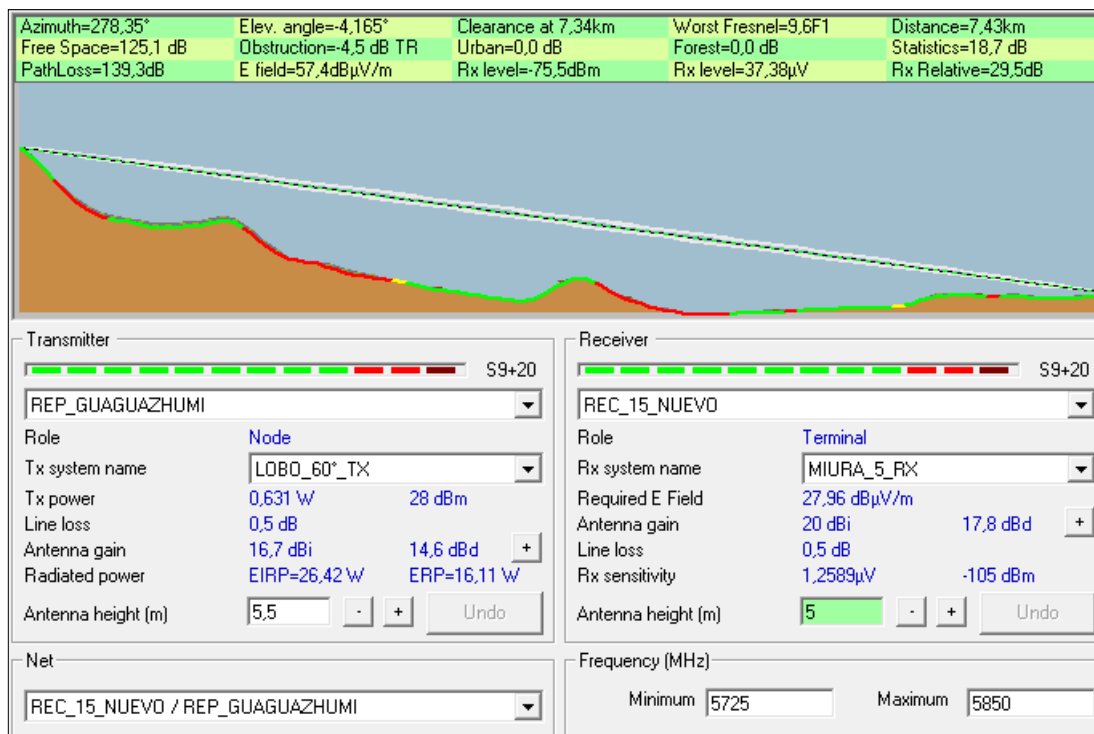 Azimuth=278,35° Elev. angle=-4,165° Clearance at 7,34km Worst Fresnel=9,6F1 Distance=7,43km
Free Space=125,1 dB Obstruction=-4,5 dB TR Urban=0,0 dB Forest=0,0 dB Statistics=18,7 dB
PathLoss=139,3dB E field=57,4dBµV/m Rx level=-75,5dBm Rx level=37,38µV Rx Relative=29,5dB
Transmitter
S9+20
REP_GUAGUAZHUMI
Role Node
Tx system name LOBO_60°_TX
Tx power 0,631 W 28 dBm
Line loss 0,5 dB
Antenna gain 16,7 dBi 14,6 dBd +
Radiated power EIRP=26,42 W ERP=16,11 W
Antenna height (m) 5,5 - + Undo
Receiver
S9+20
REC_15_NUEVO
Role Terminal
Rx system name MIURA_5_RX
Required E Field 27,96 dBµV/m
Antenna gain 20 dBi 17,8 dBd +
Line loss 0,5 dB
Rx sensitivity 1,2589µV -105 dBm
Antenna height (m) 5 - + Undo
Net
REC_15_NUEVO / REP_GUAGUAZHUMI
Frequency (MHz)
Minimum 5725 Maximum 5850